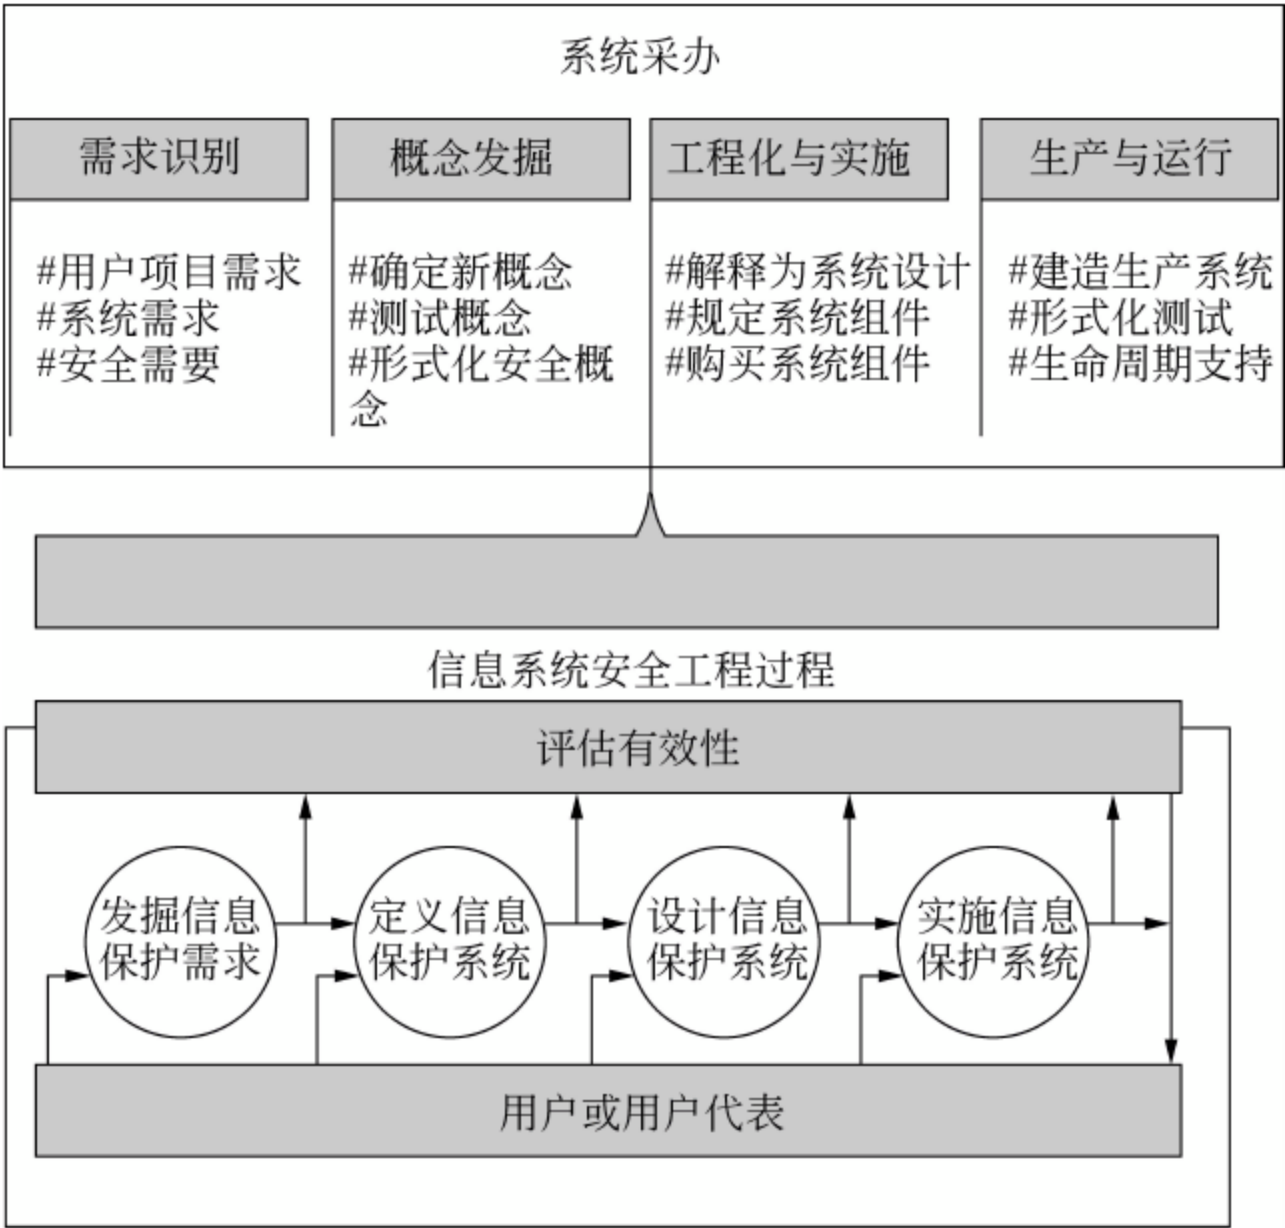 系统采办
需求识别
概念发掘
工程化与实施
生产与运行
#用户项目需求
#系统需求
#安全需要
#确定新概念
#测试概念
#形式化安全概
念
#解释为系统设计
#规定系统组件
#购买系统组件
#建造生产系统
#形式化测试
#生命周期支持
信息系统安全工程过程
评估有效性
发掘信息
保护需求
定义信息
保护系统
设计信息
保护系统
实施信息
保护系统
用户或用户代表